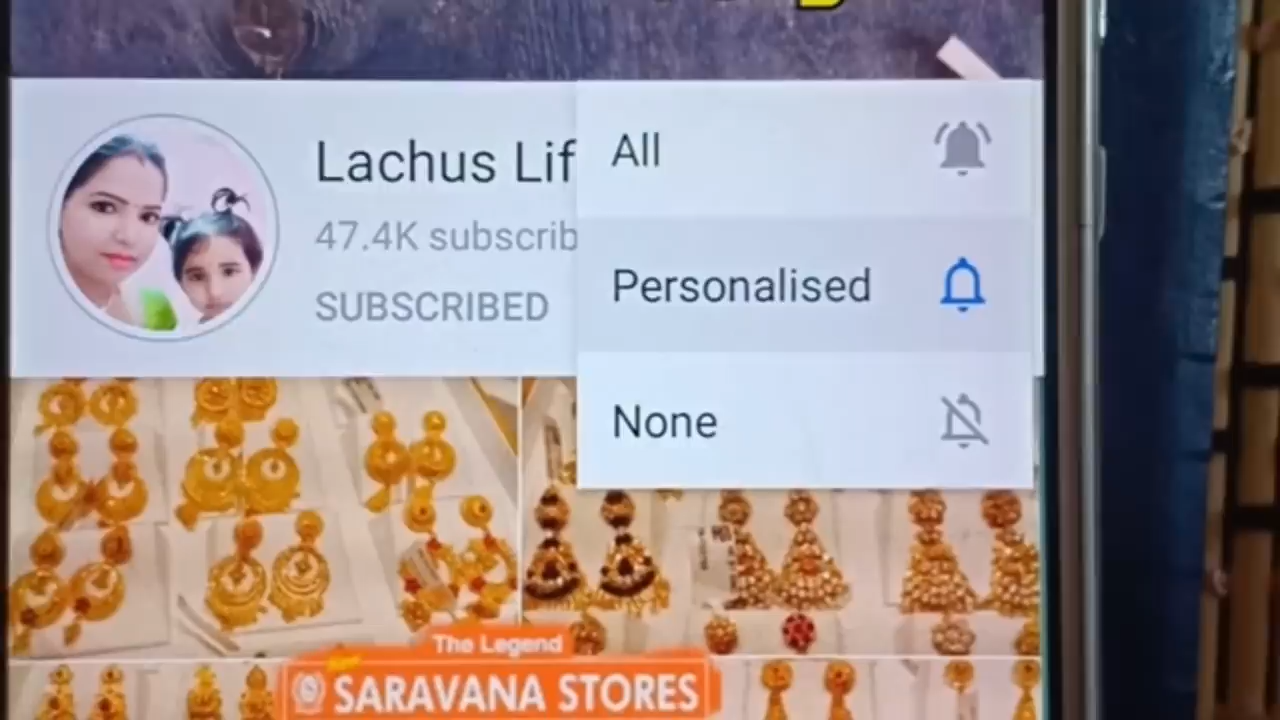 Lachus Lif
47.4K subscrib
SUBSCRIBED
All
Personalised
None
The Legend
SARAVANA STORES